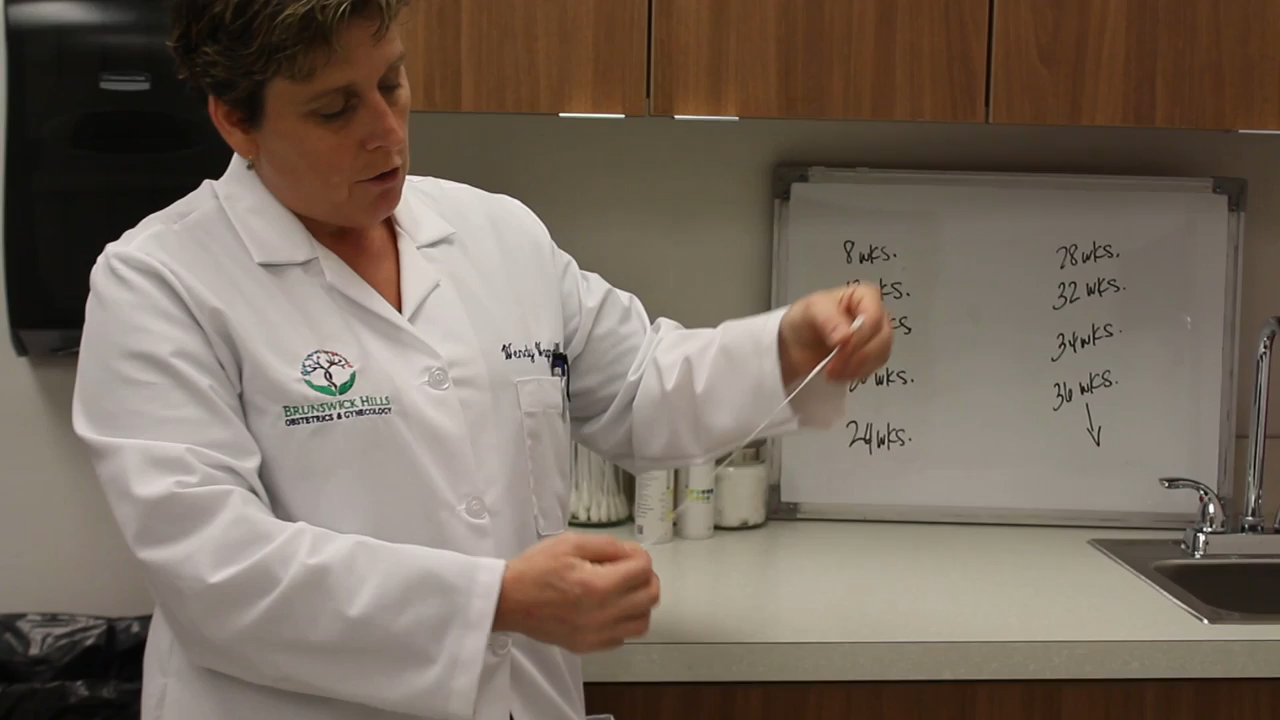 BRUNSWICK HILLS
OBSTETRICS & GYNECOLOGY
Wendy
8 wks.
24 wks.
28 wks.
32 wks.
34 wks.
36 wks.